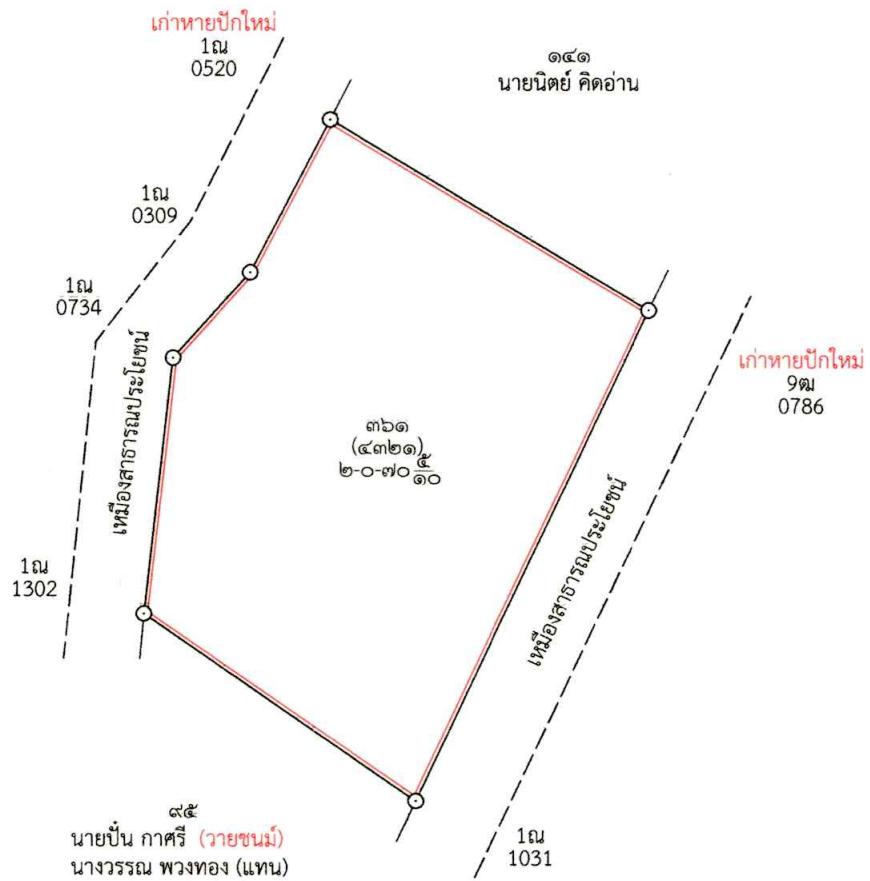 เก่าหายปักใหม่
1ณ
0520
๑๔๑
นายนิตย์ คิดอ่าน
1ณ
0309
1ณ
0734
เหมืองสาธารณประโยชน์
เก่าหายปักใหม่
9ฒ
0786
๓๖๑
(๔๓๒๑)
๒-๐-๗๐ ๕/๑๐
เหมืองสาธารณประโยชน์
1ณ
1302
๙๕
นายปั๋น กาศรี (วายชนม์)
นางวรรณ พวงทอง (แทน)
1ณ
1031